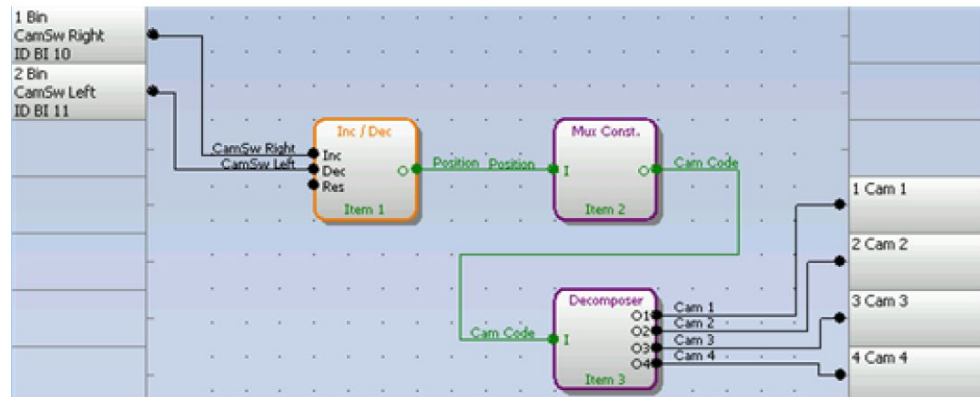 1 Bin
CamSw Right
ID BI 10
2 Bin
CamSw Left
ID BI 11
Inc / Dec
CamSw Right
Inc
CamSw Left
Dec
Res
O
Item 1
Position
Position
Mux Const.
I
O
Item 2
Cam Code
Cam Code
Decomposer
I
O1
O2
O3
O4
Item 3
Cam 1
Cam 2
Cam 3
Cam 4
1 Cam 1
2 Cam 2
3 Cam 3
4 Cam 4